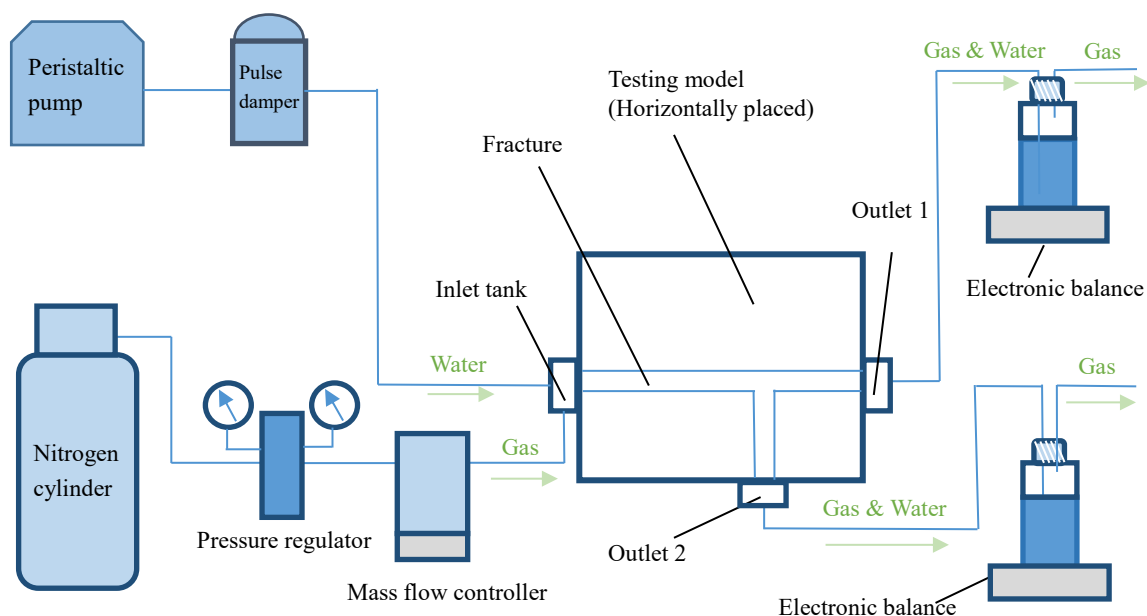 Peristaltic
pump
Pulse
damper
Gas & Water
Gas
Testing model
(Horizontally placed)
Fracture
Outlet 1
Electronic balance
Inlet tank
Water
Gas
Nitrogen
cylinder
Gas
Gas & Water
Pressure regulator
Outlet 2
Mass flow controller
Electronic balance